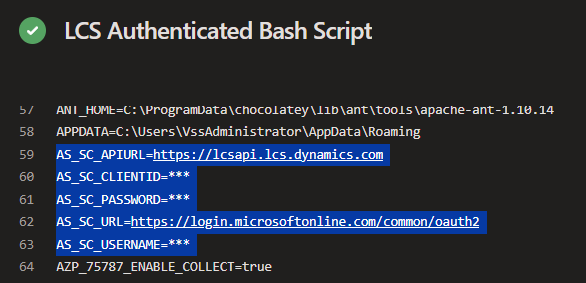 LCS Authenticated Bash Script
57 ANT_HOME=C:\ProgramData\chocolatey\lib\ant\tools\apache-ant-1.10.14
58 APPDATA=C:\Users\VssAdministrator\AppData\Roaming
59 AS_SC_APIURL=https://lcsapi.lcs.dynamics.com
60 AS_SC_CLIENTID=***
61 AS_SC_PASSWORD=***
62 AS_SC_URL=https://login.microsoftonline.com/common/oauth2
63 AS_SC_USERNAME=***
64 AZP_75787_ENABLE_COLLECT=true